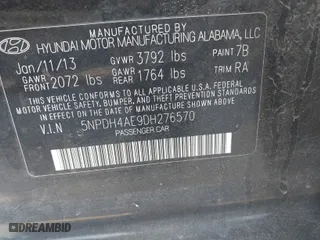 MANUFACTURED BY
HYUNDAI MOTOR MANUFACTURING ALABAMA, LLC
Jan/11/13 GVWR 3792 lbs PAINT 7B
GAWR FRONT 2072 lbs GAWR REAR 1764 lbs TRIM RA
THIS VEHICLE CONFORMS TO ALL APPLICABLE U.S.A. FEDERAL
MOTOR VEHICLE SAFETY, BUMPER, AND THEFT PREVENTION
STANDARDS IN EFFECT ON THE DATE OF MANUFACTURE SHOWN ABOVE.
V.I.N 5NPDH4AE9DH276570
PASSENGER CAR
DREAMBID